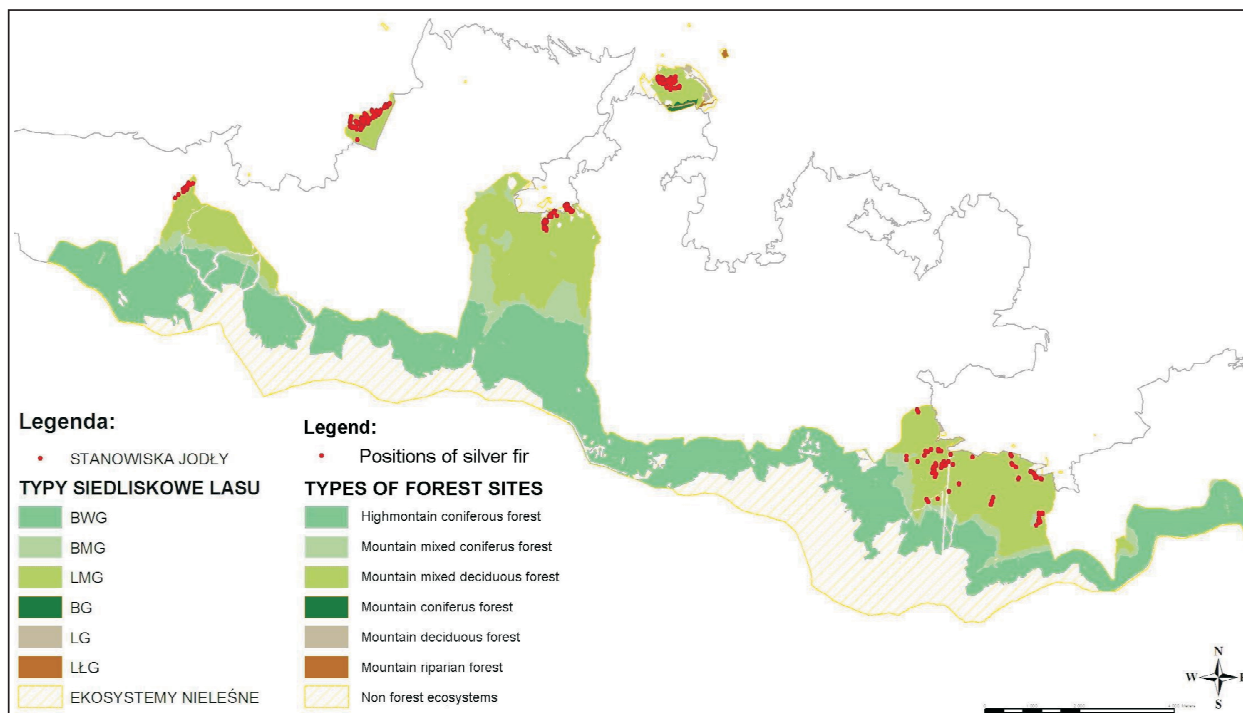 Legenda:
STANOWISKA JODŁY
TYPY SIEDLISKOWE LASU
BWG
BMG
LMG
BG
LG
LŁG
EKOSYSTEMY NIELEŚNE
Legend:
Positions of silver fir
TYPES OF FOREST SITES
Highmontain coniferous forest
Mountain mixed coniferus forest
Mountain mixed deciduous forest
Mountain coniferus forest
Mountain deciduous forest
Mountain riparian forest
Non forest ecosystems
N
W
S